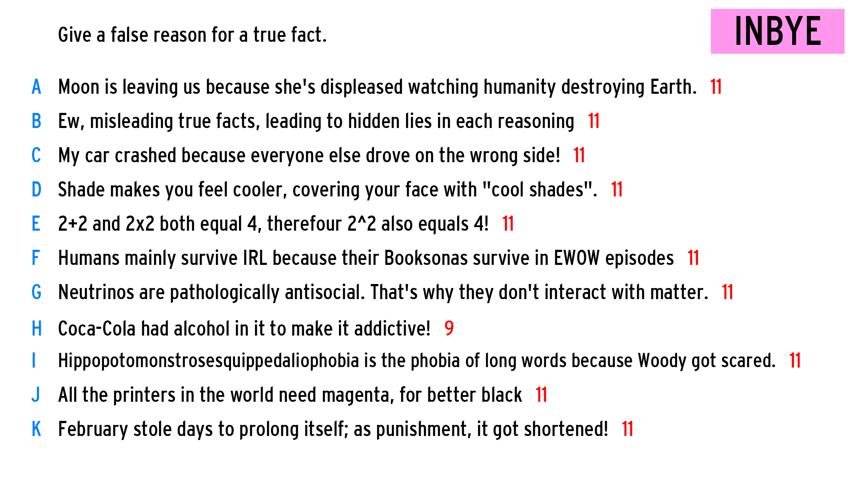 Give a false reason for a true fact.
INBYE
A Moon is leaving us because she's displeased watching humanity destroying Earth. 11
B Ew, misleading true facts, leading to hidden lies in each reasoning 11
C My car crashed because everyone else drove on the wrong side! 11
D Shade makes you feel cooler, covering your face with "cool shades". 11
E 2+2 and 2x2 both equal 4, therefour 2^2 also equals 4! 11
F Humans mainly survive IRL because their Booksonas survive in EWOW episodes 11
G Neutrinos are pathologically antisocial. That's why they don't interact with matter. 11
H Coca-Cola had alcohol in it to make it addictive! 9
I Hippopotomonstrosesquippedaliophobia is the phobia of long words because Woody got scared. 11
J All the printers in the world need magenta, for better black 11
K February stole days to prolong itself; as punishment, it got shortened! 11